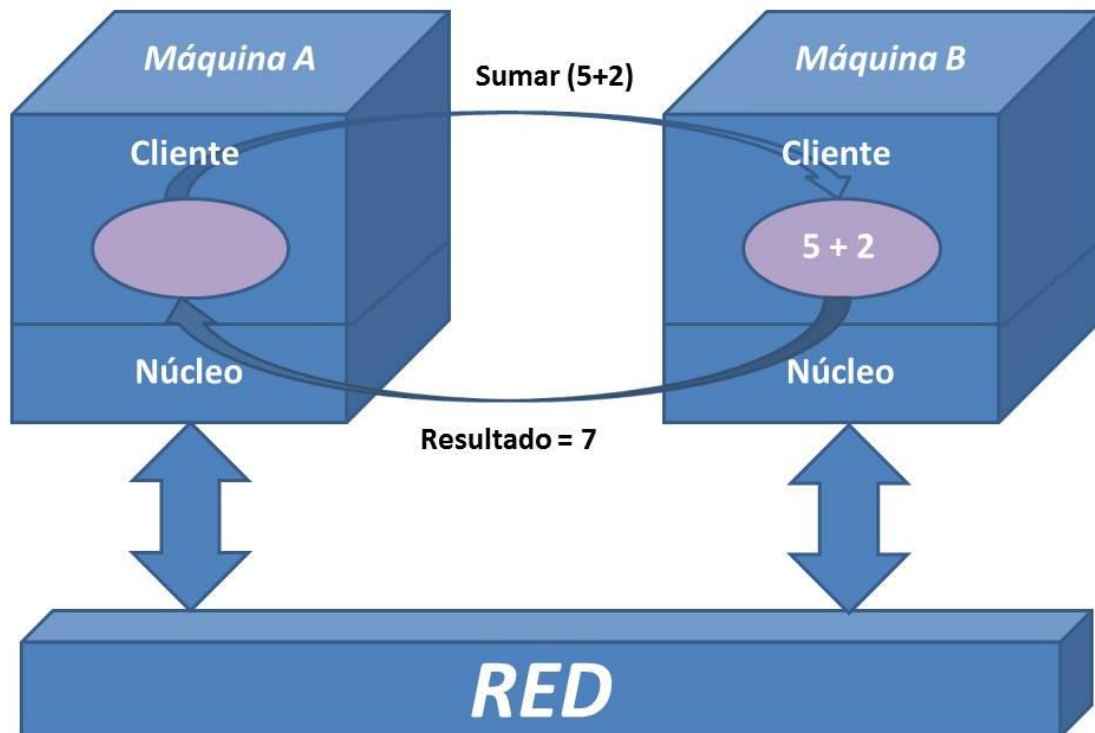 Máquina A
Máquina B
Sumar (5+2)
Cliente
Cliente
5 + 2
Núcleo
Núcleo
Resultado = 7
RED